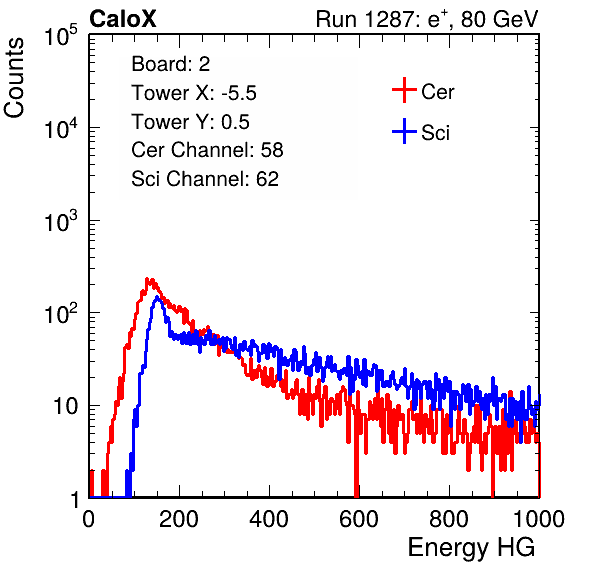 CaloX Run 1287: e⁺, 80 GeV
Counts
10⁵
10⁴
10³
10²
10
1
Board: 2
Tower X: -5.5
Tower Y: 0.5
Cer Channel: 58
Sci Channel: 62
Cer
Sci
0 200 400 600 800 1000
Energy HG